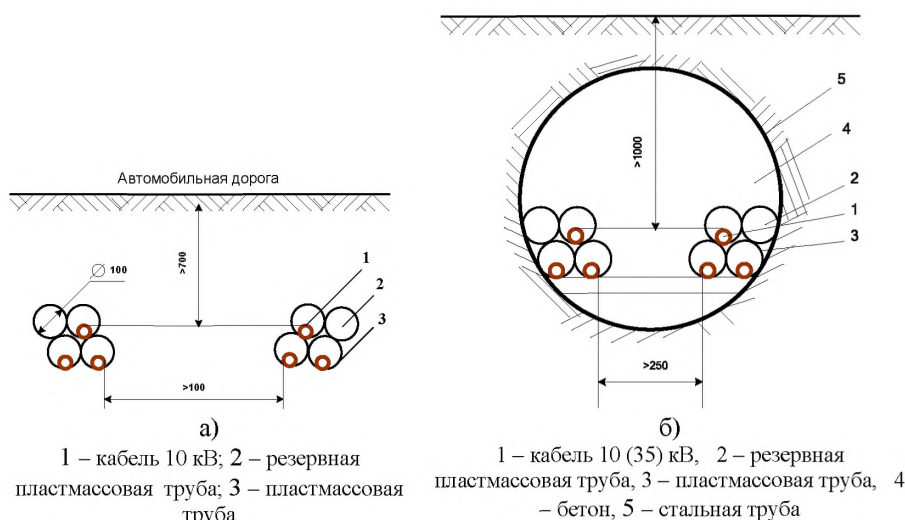 Автомобильная дорога
>700
∅ 100
1
2
3
>100
а)
1 – кабель 10 кВ; 2 – резервная
пластмассовая труба; 3 – пластмассовая
труба
>1000
5
4
2
1
3
>250
б)
1 – кабель 10 (35) кВ, 2 – резервная
пластмассовая труба, 3 – пластмассовая труба, 4
– бетон, 5 – стальная труба